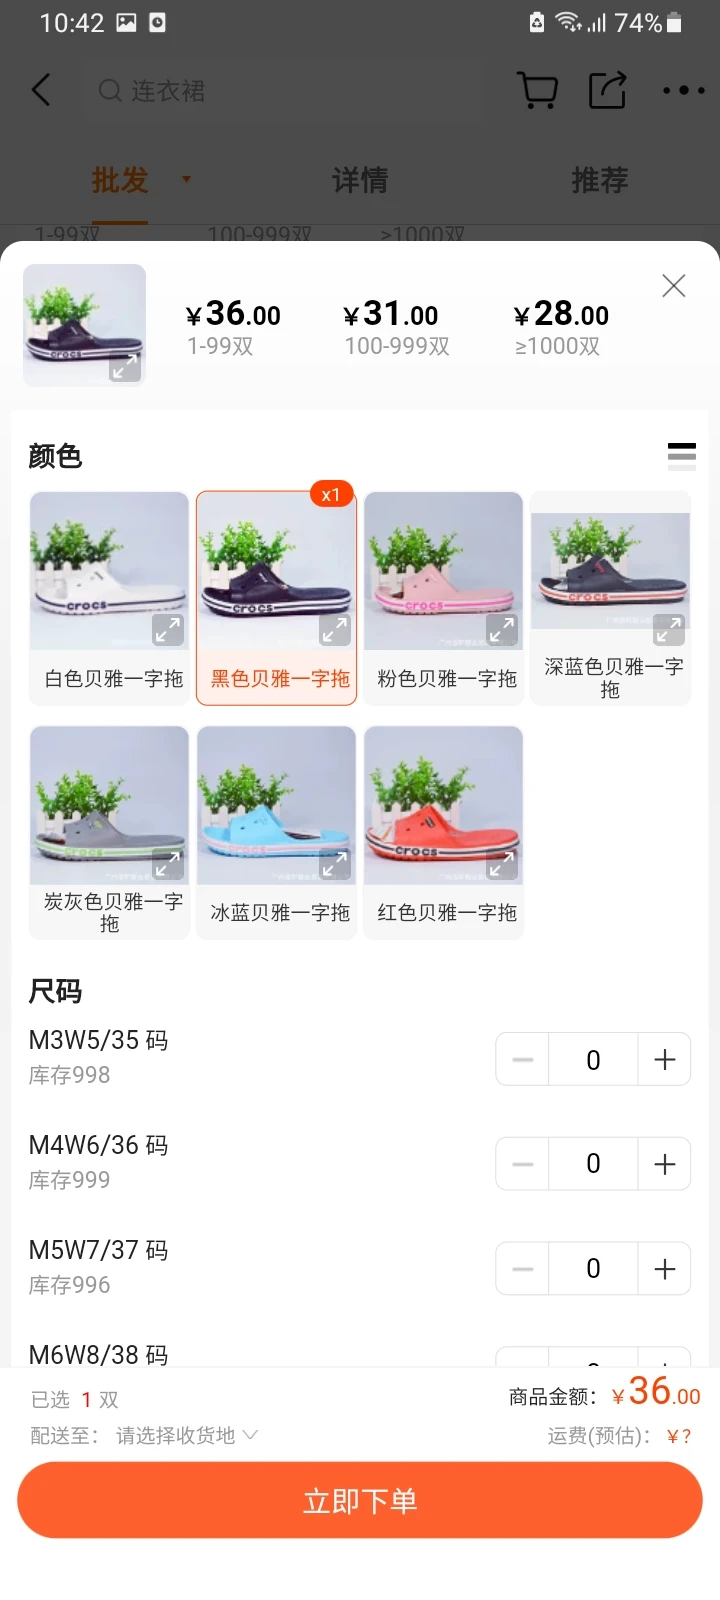 10:42
74%
连衣裙
批发
详情
推荐
1-99双
100-999双
≥1000双
¥36.00
¥31.00
¥28.00
1-99双
100-999双
≥1000双
crocs
颜色
x1
crocs
crocs
crocs
crocs
白色贝雅一字拖
黑色贝雅一字拖
粉色贝雅一字拖
深蓝色贝雅一字
拖
crocs
crocs
crocs
炭灰色贝雅一字
拖
冰蓝贝雅一字拖
红色贝雅一字拖
尺码
M3W5/35 码
库存998
0
M4W6/36 码
库存999
0
M5W7/37 码
库存996
0
M6W8/38 码
已选 1 双
商品金额：¥36.00
配送至： 请选择收货地
运费(预估)： ¥?
立即下单